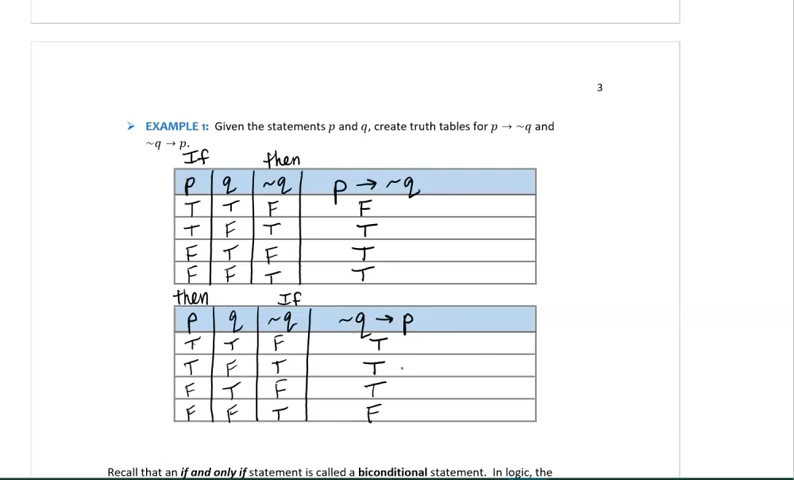 3
➢ EXAMPLE 1: Given the statements p and q, create truth tables for p → ~q and
~q → p.
If then
p q ~q p → ~q
T T F F
T F T T
F T F T
F F T T
then If
p q ~q ~q → p
T T F T
T F T T
F T F T
F F T F
Recall that an if and only if statement is called a biconditional statement. In logic, the